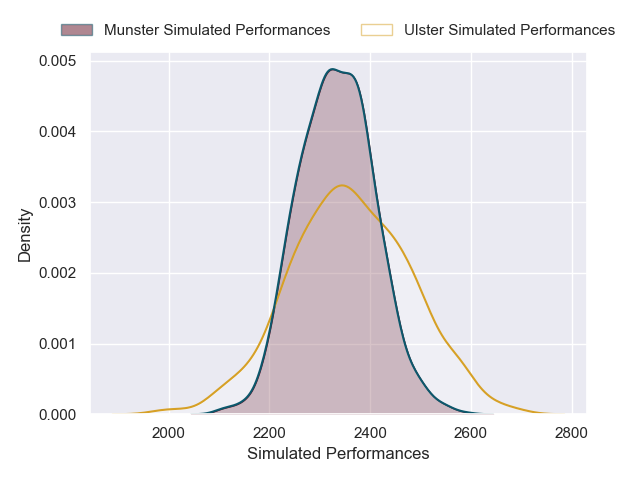 Munster Simulated Performances Ulster Simulated Performances
0.005
0.004
0.003
0.002
0.001
0.000
Density
2000 2200 2400 2600 2800
Simulated Performances